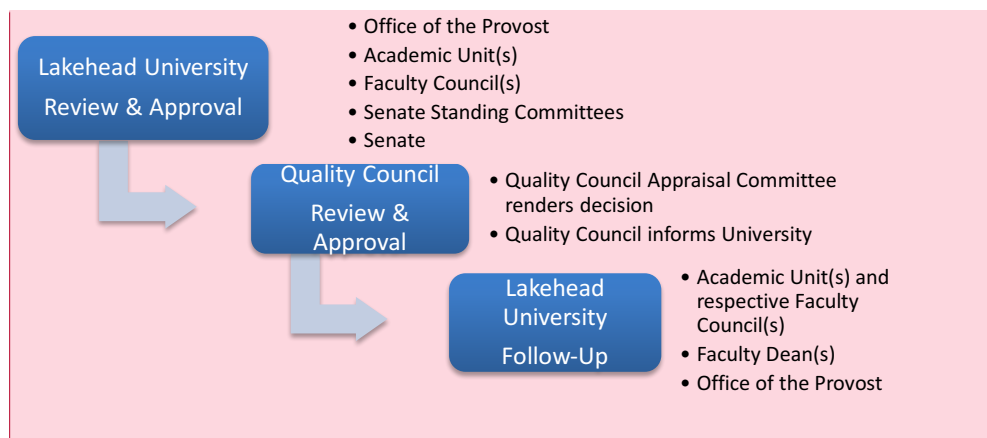 Lakehead University
Review & Approval
• Office of the Provost
• Academic Unit(s)
• Faculty Council(s)
• Senate Standing Committees
• Senate
Quality Council
Review &
Approval
• Quality Council Appraisal Committee
renders decision
• Quality Council informs University
Lakehead
University
Follow-Up
• Academic Unit(s) and
respective Faculty
Council(s)
• Faculty Dean(s)
• Office of the Provost